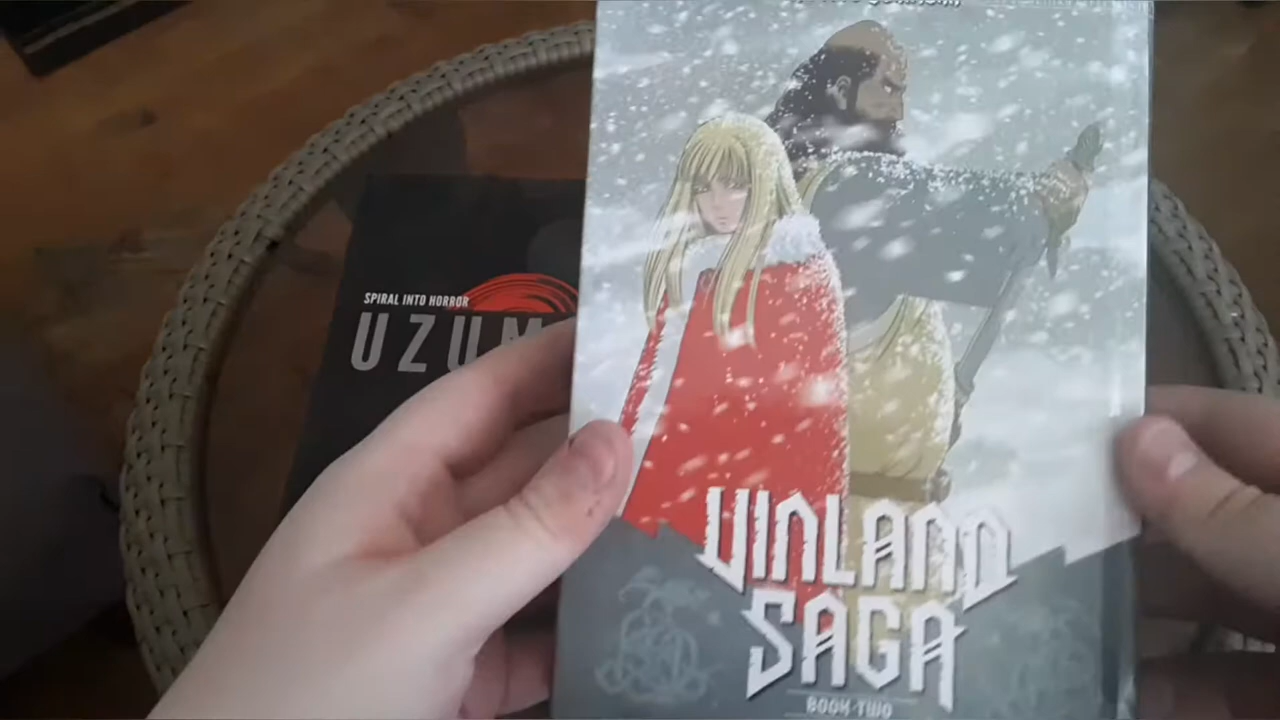 SPIRAL INTO HORROR
UZUM
VINLAND
SAGA
BOOK TWO